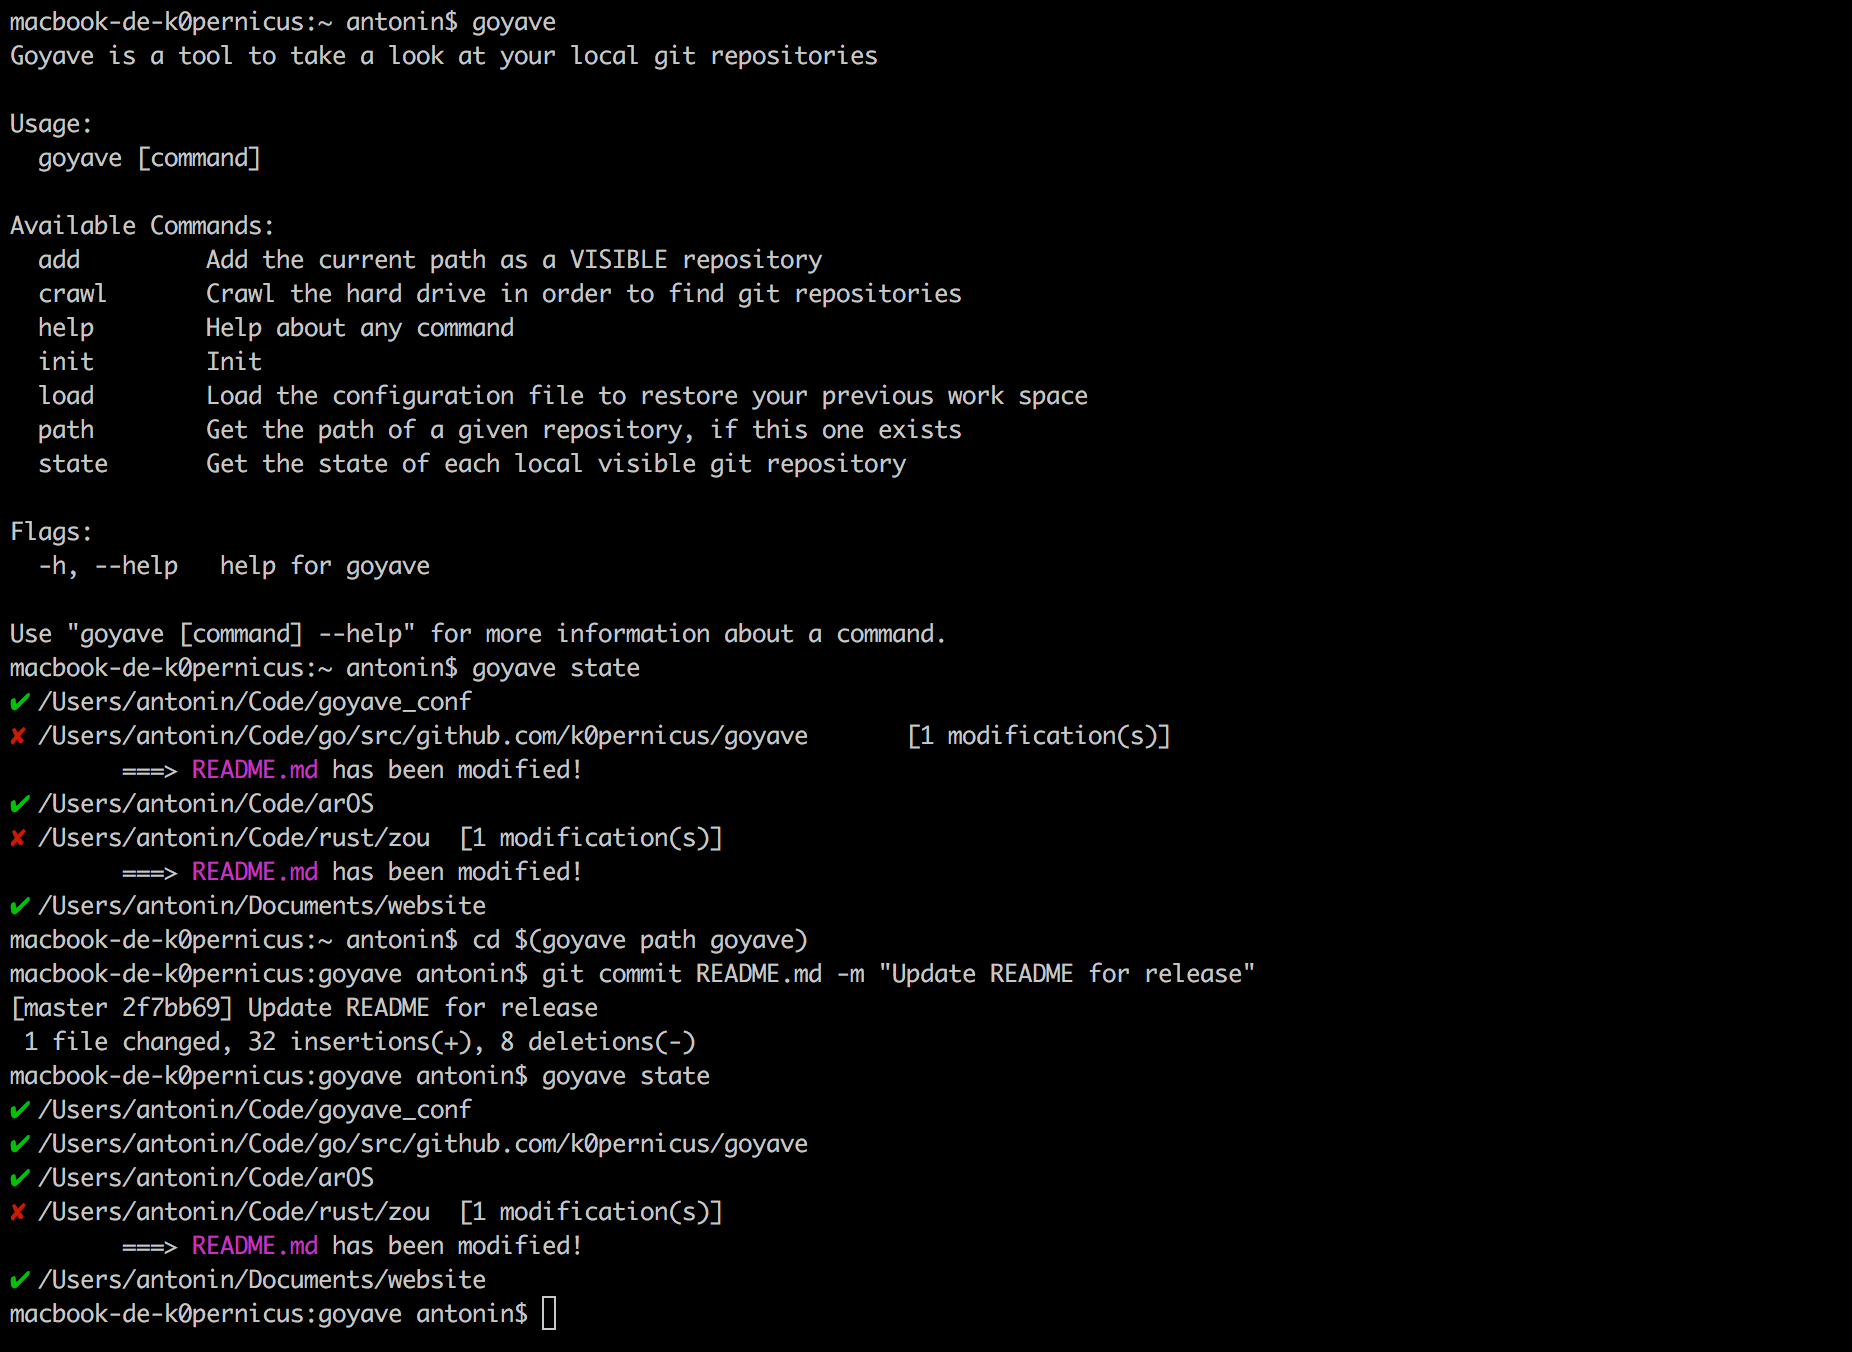 macbook-de-k0pernicus:~ antonin$ goyave
Goyave is a tool to take a look at your local git repositories

Usage:
  goyave [command]

Available Commands:
  add         Add the current path as a VISIBLE repository
  crawl       Crawl the hard drive in order to find git repositories
  help        Help about any command
  init        Init
  load        Load the configuration file to restore your previous work space
  path        Get the path of a given repository, if this one exists
  state       Get the state of each local visible git repository

Flags:
  -h, --help   help for goyave

Use "goyave [command] --help" for more information about a command.
macbook-de-k0pernicus:~ antonin$ goyave state
✔ /Users/antonin/Code/goyave_conf
✘ /Users/antonin/Code/go/src/github.com/k0pernicus/goyave       [1 modification(s)]
        ===> README.md has been modified!
✔ /Users/antonin/Code/arOS
✘ /Users/antonin/Code/rust/zou  [1 modification(s)]
        ===> README.md has been modified!
✔ /Users/antonin/Documents/website
macbook-de-k0pernicus:~ antonin$ cd $(goyave path goyave)
macbook-de-k0pernicus:goyave antonin$ git commit README.md -m "Update README for release"
[master 2f7bb69] Update README for release
 1 file changed, 32 insertions(+), 8 deletions(-)
macbook-de-k0pernicus:goyave antonin$ goyave state
✔ /Users/antonin/Code/goyave_conf
✔ /Users/antonin/Code/go/src/github.com/k0pernicus/goyave
✔ /Users/antonin/Code/arOS
✘ /Users/antonin/Code/rust/zou  [1 modification(s)]
        ===> README.md has been modified!
✔ /Users/antonin/Documents/website
macbook-de-k0pernicus:goyave antonin$